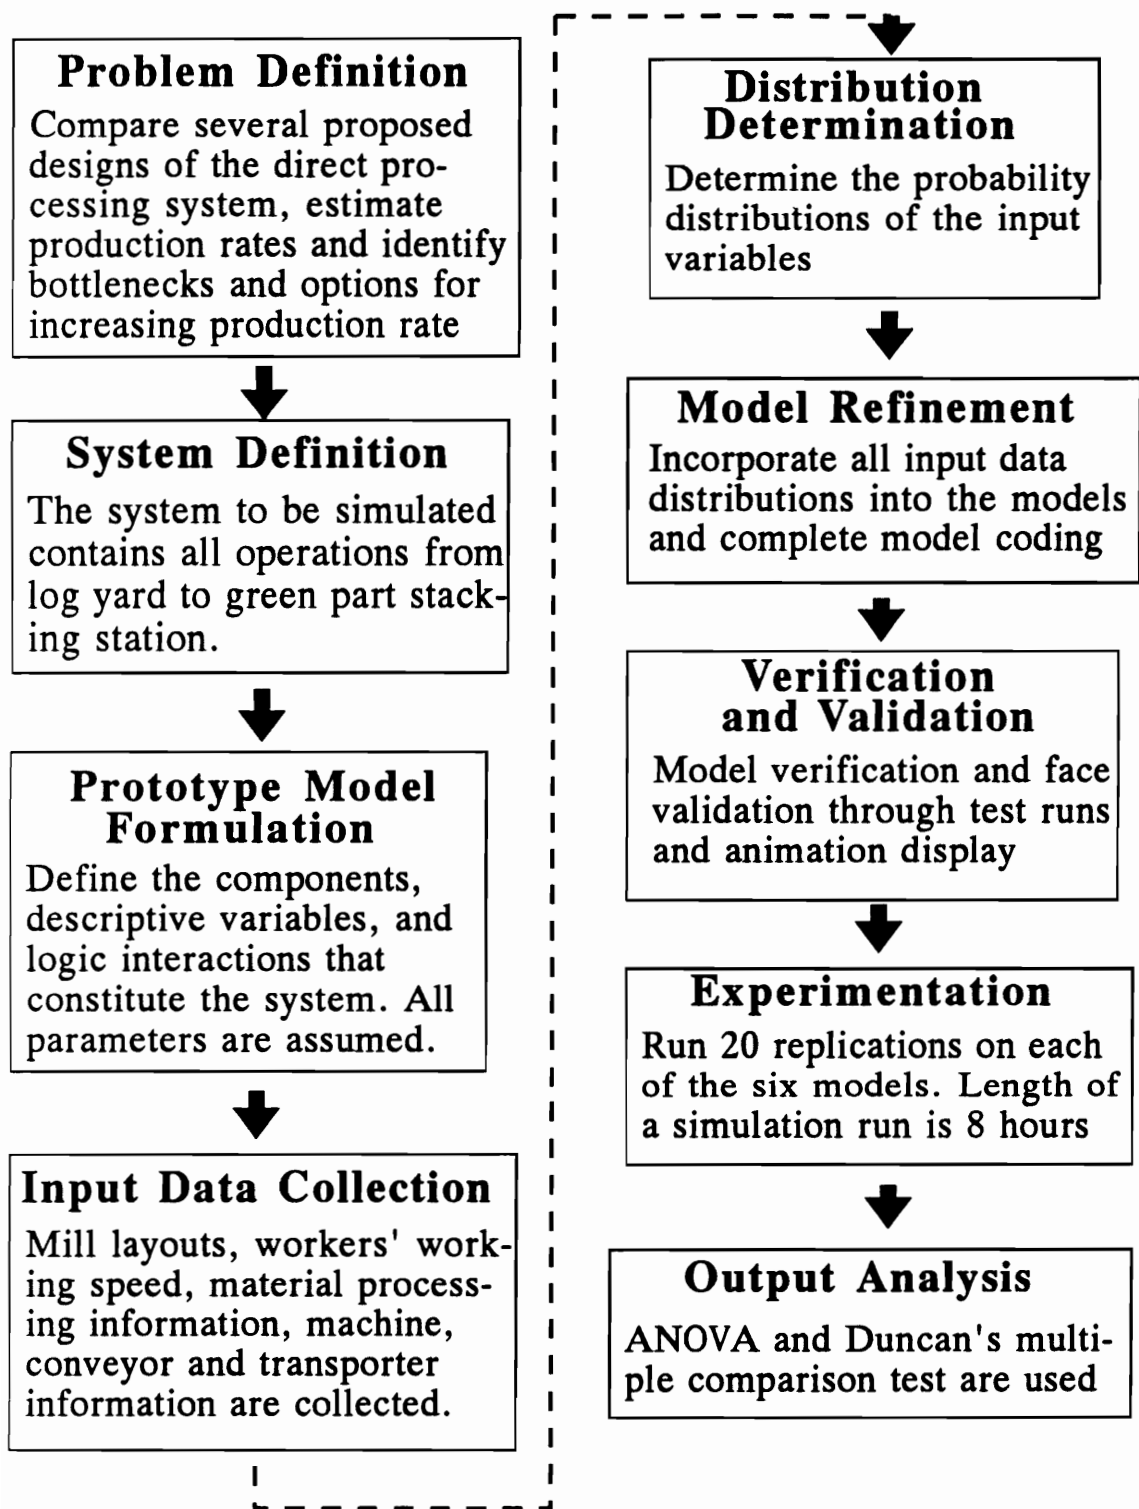 Problem Definition
Compare several proposed
designs of the direct pro-
cessing system, estimate
production rates and identify
bottlenecks and options for
increasing production rate
System Definition
The system to be simulated
contains all operations from
log yard to green part stack-
ing station.
Prototype Model
Formulation
Define the components,
descriptive variables, and
logic interactions that
constitute the system. All
parameters are assumed.
Input Data Collection
Mill layouts, workers' work-
ing speed, material process-
ing information, machine,
conveyor and transporter
information are collected.
Distribution
Determination
Determine the probability
distributions of the input
variables
Model Refinement
Incorporate all input data
distributions into the models
and complete model coding
Verification
and Validation
Model verification and face
validation through test runs
and animation display
Experimentation
Run 20 replications on each
of the six models. Length of
a simulation run is 8 hours
Output Analysis
ANOVA and Duncan's multi-
ple comparison test are used